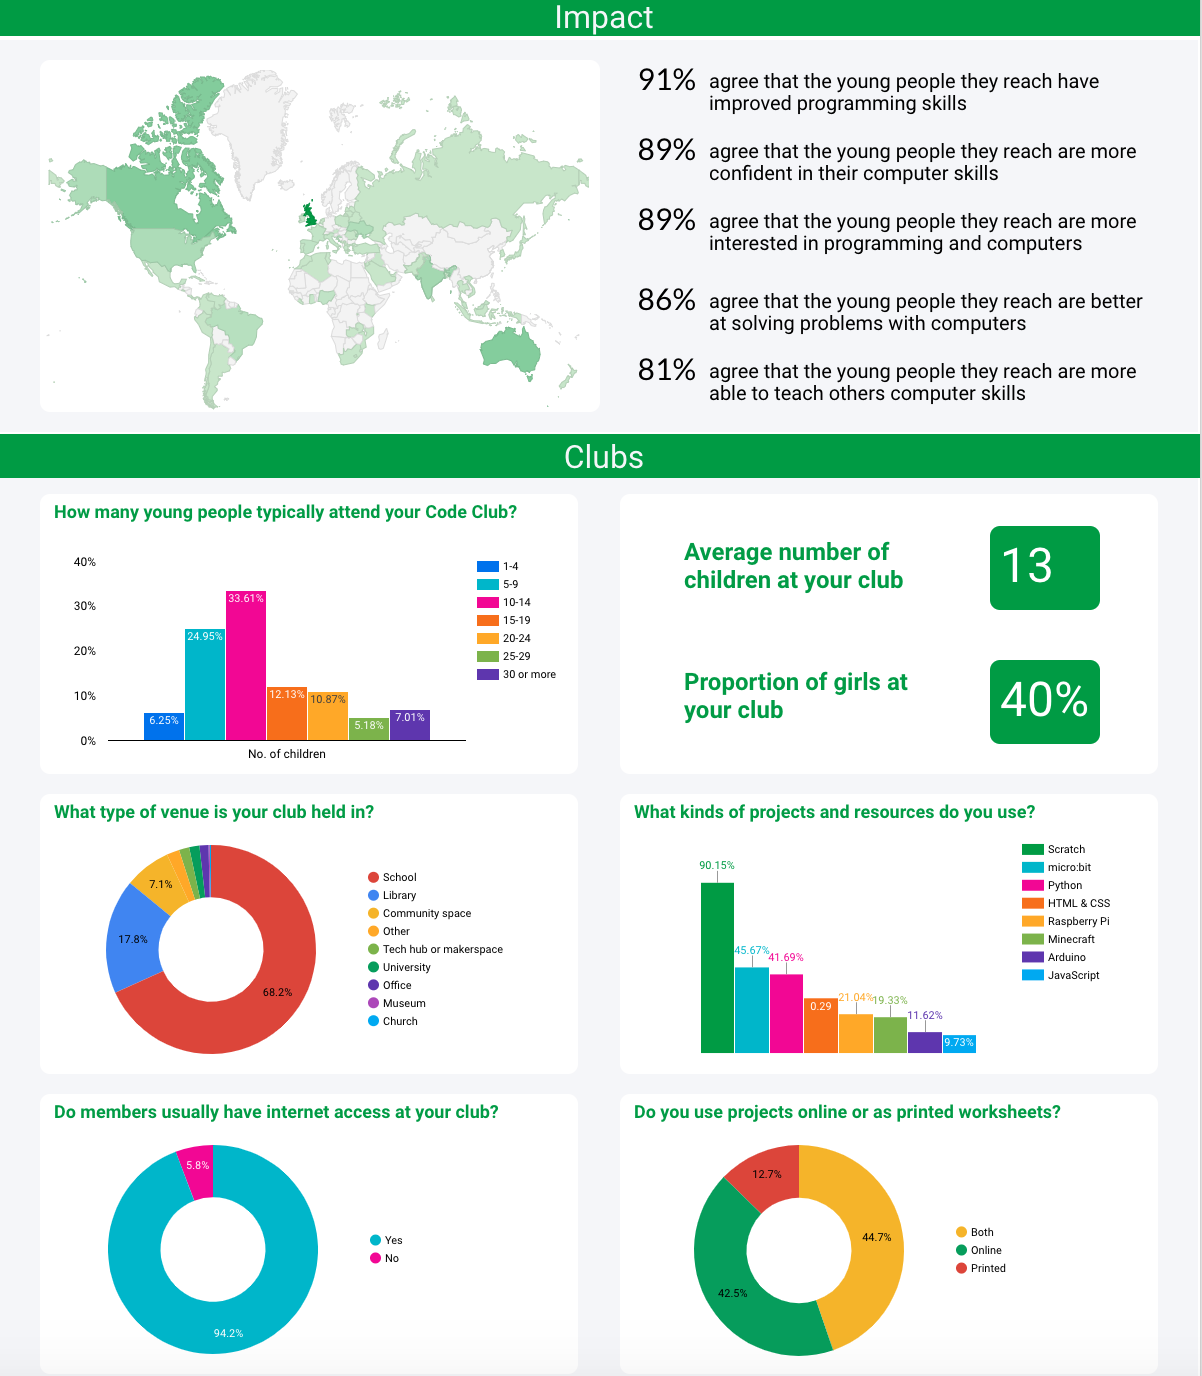 Impact
91% agree that the young people they reach have
improved programming skills
89% agree that the young people they reach are more
confident in their computer skills
89% agree that the young people they reach are more
interested in programming and computers
86% agree that the young people they reach are better
at solving problems with computers
81% agree that the young people they reach are more
able to teach others computer skills
Clubs
How many young people typically attend your Code Club?
40%
30%
20%
10%
0%
6.25%
24.95%
33.61%
12.13%
10.87%
5.18%
7.01%
No. of children
1-4
5-9
10-14
15-19
20-24
25-29
30 or more
Average number of
children at your club
13
Proportion of girls at
your club
40%
What type of venue is your club held in?
7.1%
17.8%
68.2%
School
Library
Community space
Other
Tech hub or makerspace
University
Office
Museum
Church
What kinds of projects and resources do you use?
90.15%
45.67%
41.69%
0.29
21.04%
19.33%
11.62%
9.73%
Scratch
micro:bit
Python
HTML & CSS
Raspberry Pi
Minecraft
Arduino
JavaScript
Do members usually have internet access at your club?
5.8%
94.2%
Yes
No
Do you use projects online or as printed worksheets?
12.7%
44.7%
42.5%
Both
Online
Printed